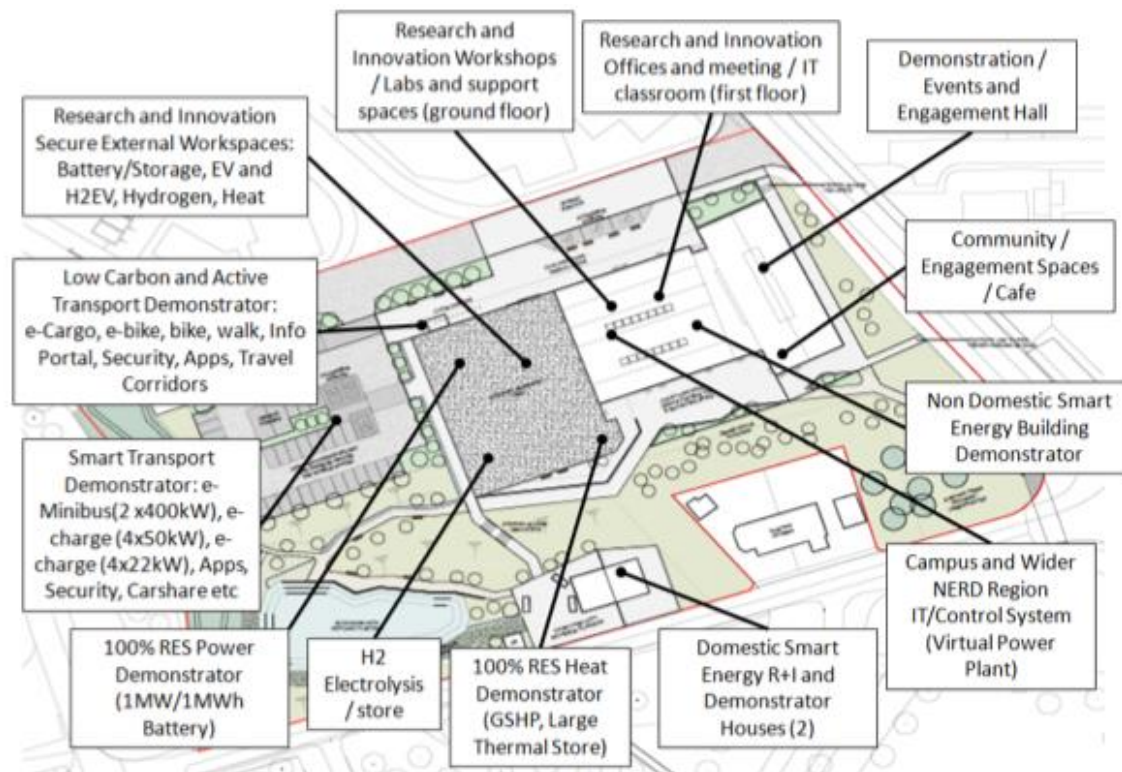 Research and
Innovation Workshops
/ Labs and support
spaces (ground floor)
Research and Innovation
Offices and meeting / IT
classroom (first floor)
Demonstration /
Events and
Engagement Hall
Research and Innovation
Secure External Workspaces:
Battery/Storage, EV and
H2EV, Hydrogen, Heat
Community /
Engagement Spaces
/ Cafe
Low Carbon and Active
Transport Demonstrator:
e-Cargo, e-bike, bike, walk, Info
Portal, Security, Apps, Travel
Corridors
Non Domestic Smart
Energy Building
Demonstrator
Smart Transport
Demonstrator: e-
Minibus(2 x400kW), e-
charge (4x50kW), e-
charge (4x22kW), Apps,
Security, Carshare etc
Campus and Wider
NERD Region
IT/Control System
(Virtual Power
Plant)
100% RES Power
Demonstrator
(1MW/1MWh
Battery)
H2
Electrolysis
/ store
100% RES Heat
Demonstrator
(GSHP, Large
Thermal Store)
Domestic Smart
Energy R+I and
Demonstrator
Houses (2)